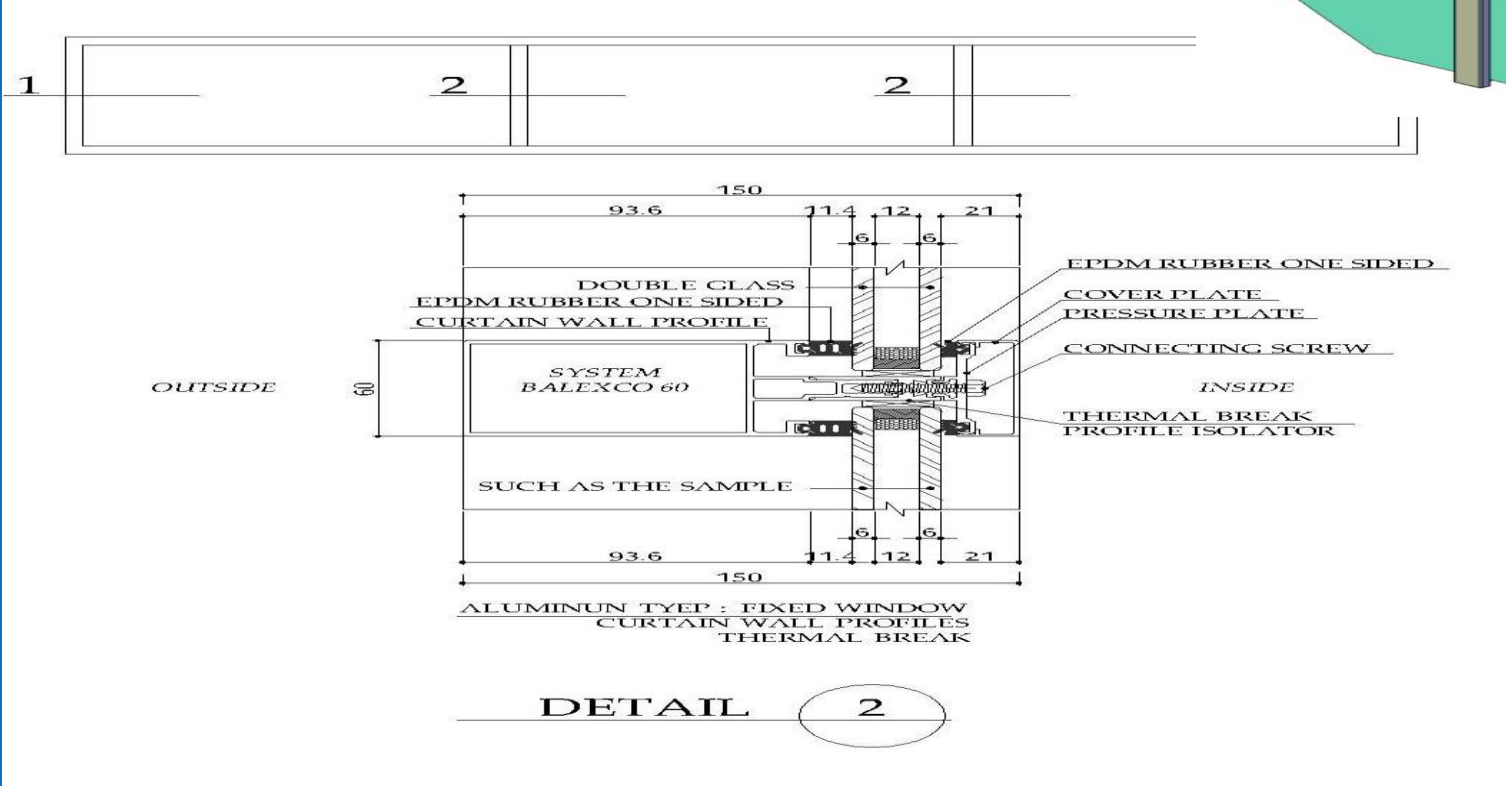 1
2
2
150
93.6 11.4 12 21
6 6
EPDM RUBBER ONE SIDED
DOUBLE GLASS
COVER PLATE
EPDM RUBBER ONE SIDED
PRESSURE PLATE
CURTAIN WALL PROFILE
CONNECTING SCREW
SYSTEM
BALEXCO 60
OUTSIDE
60
INSIDE
THERMAL BREAK
PROFILE ISOLATOR
SUCH AS THE SAMPLE
6 6
93.6 11.4 12 21
150
ALUMINUN TYEP : FIXED WINDOW
CURTAIN WALL PROFILES
THERMAL BREAK
DETAIL 2